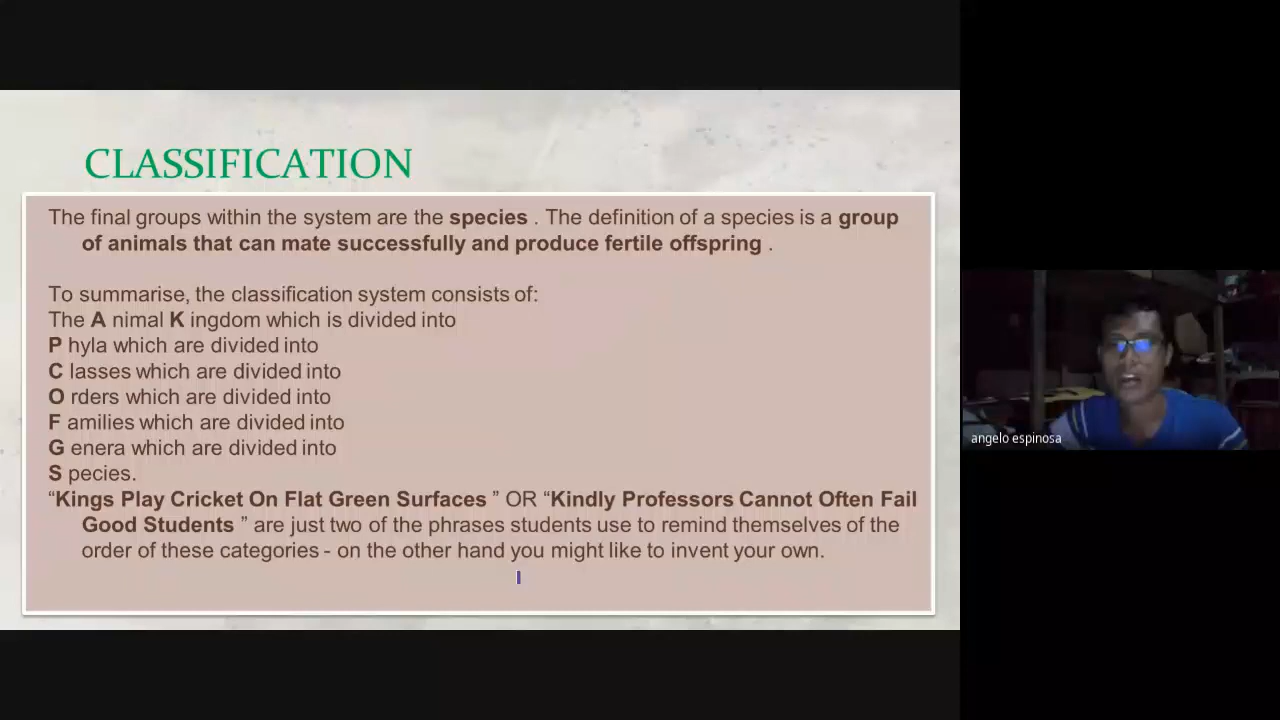 CLASSIFICATION
The final groups within the system are the species . The definition of a species is a group
of animals that can mate successfully and produce fertile offspring .
To summarise, the classification system consists of:
The A nimal K ingdom which is divided into
P hyla which are divided into
C lasses which are divided into
O rders which are divided into
F amilies which are divided into
G enera which are divided into
S pecies.
“Kings Play Cricket On Flat Green Surfaces ” OR “Kindly Professors Cannot Often Fail
Good Students ” are just two of the phrases students use to remind themselves of the
order of these categories - on the other hand you might like to invent your own.
angelo espinosa